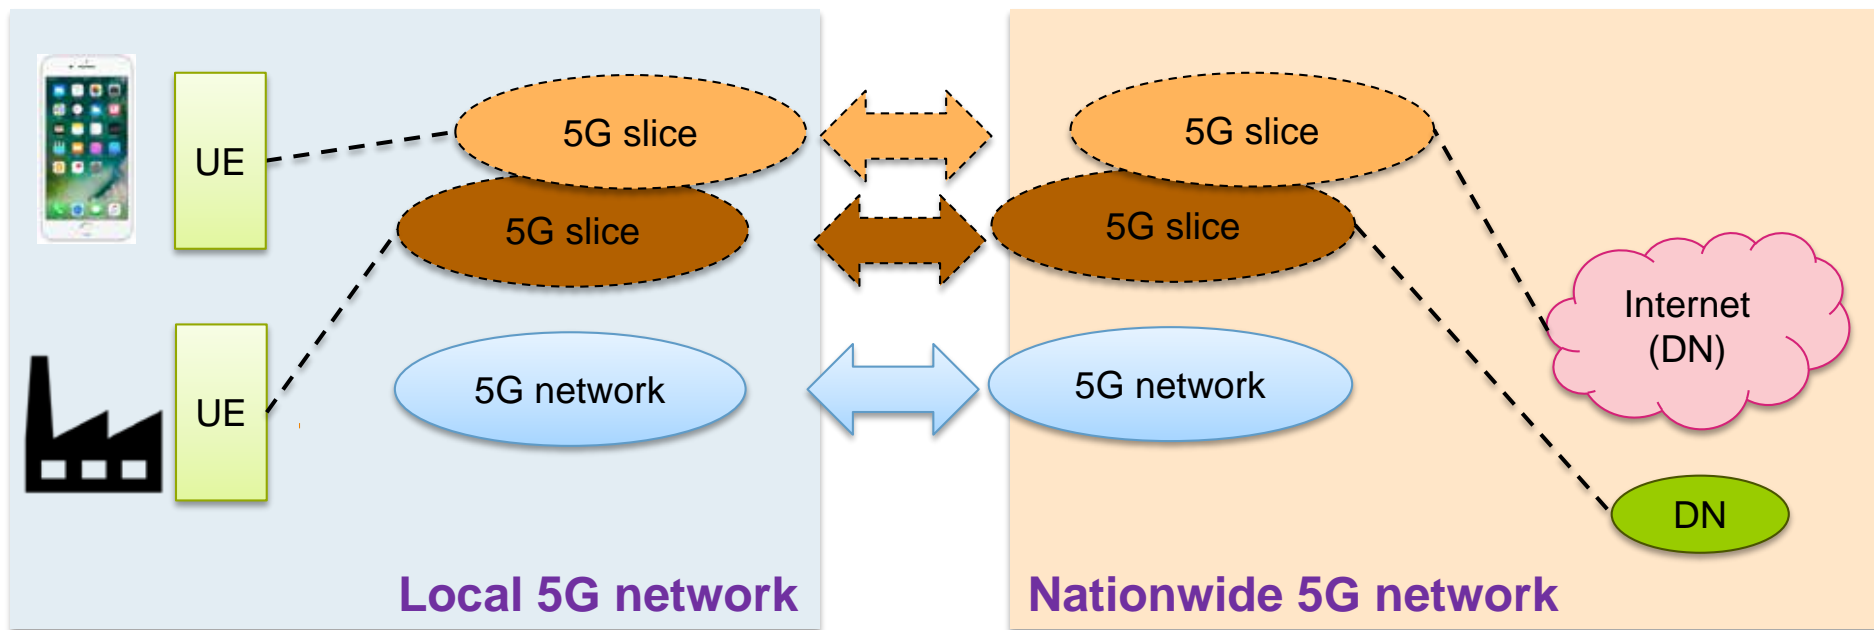 UE
5G slice
5G slice
5G slice
5G slice
Internet
(DN)
UE
5G network
5G network
DN
Local 5G network
Nationwide 5G network